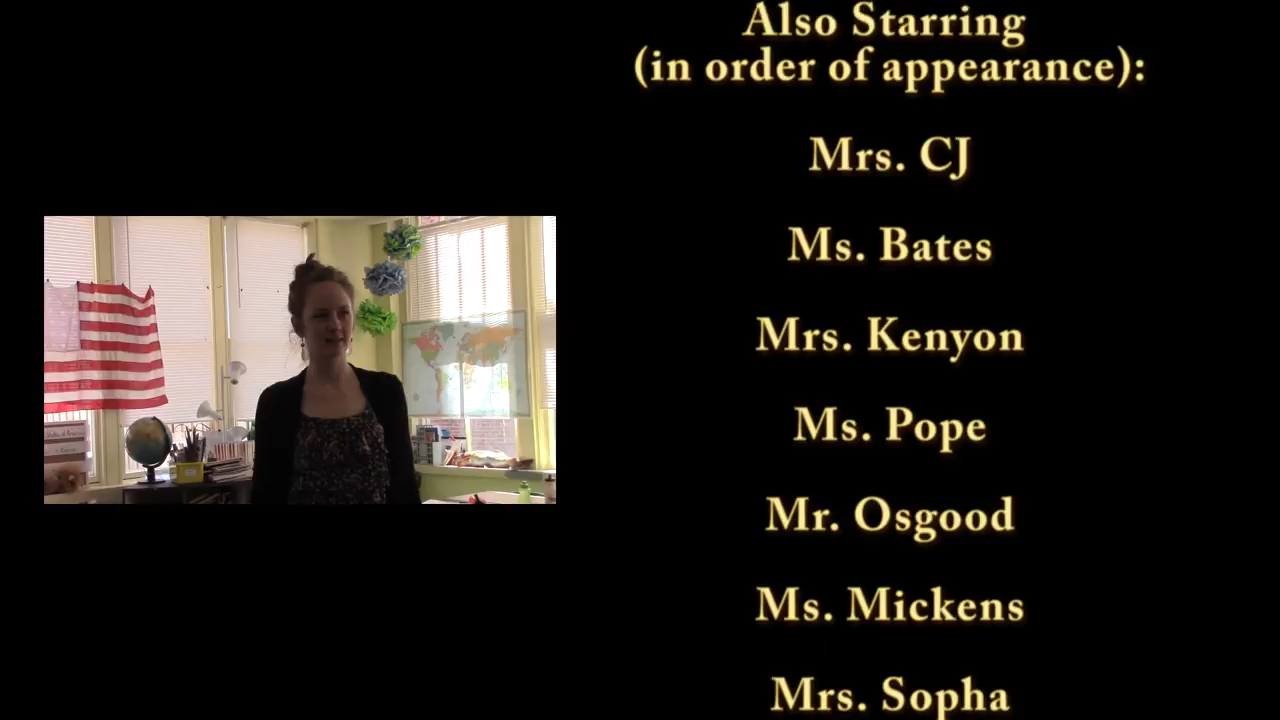 Also Starring
(in order of appearance):
Mrs. CJ
Ms. Bates
Mrs. Kenyon
Ms. Pope
Mr. Osgood
Ms. Mickens
Mrs. Sopha